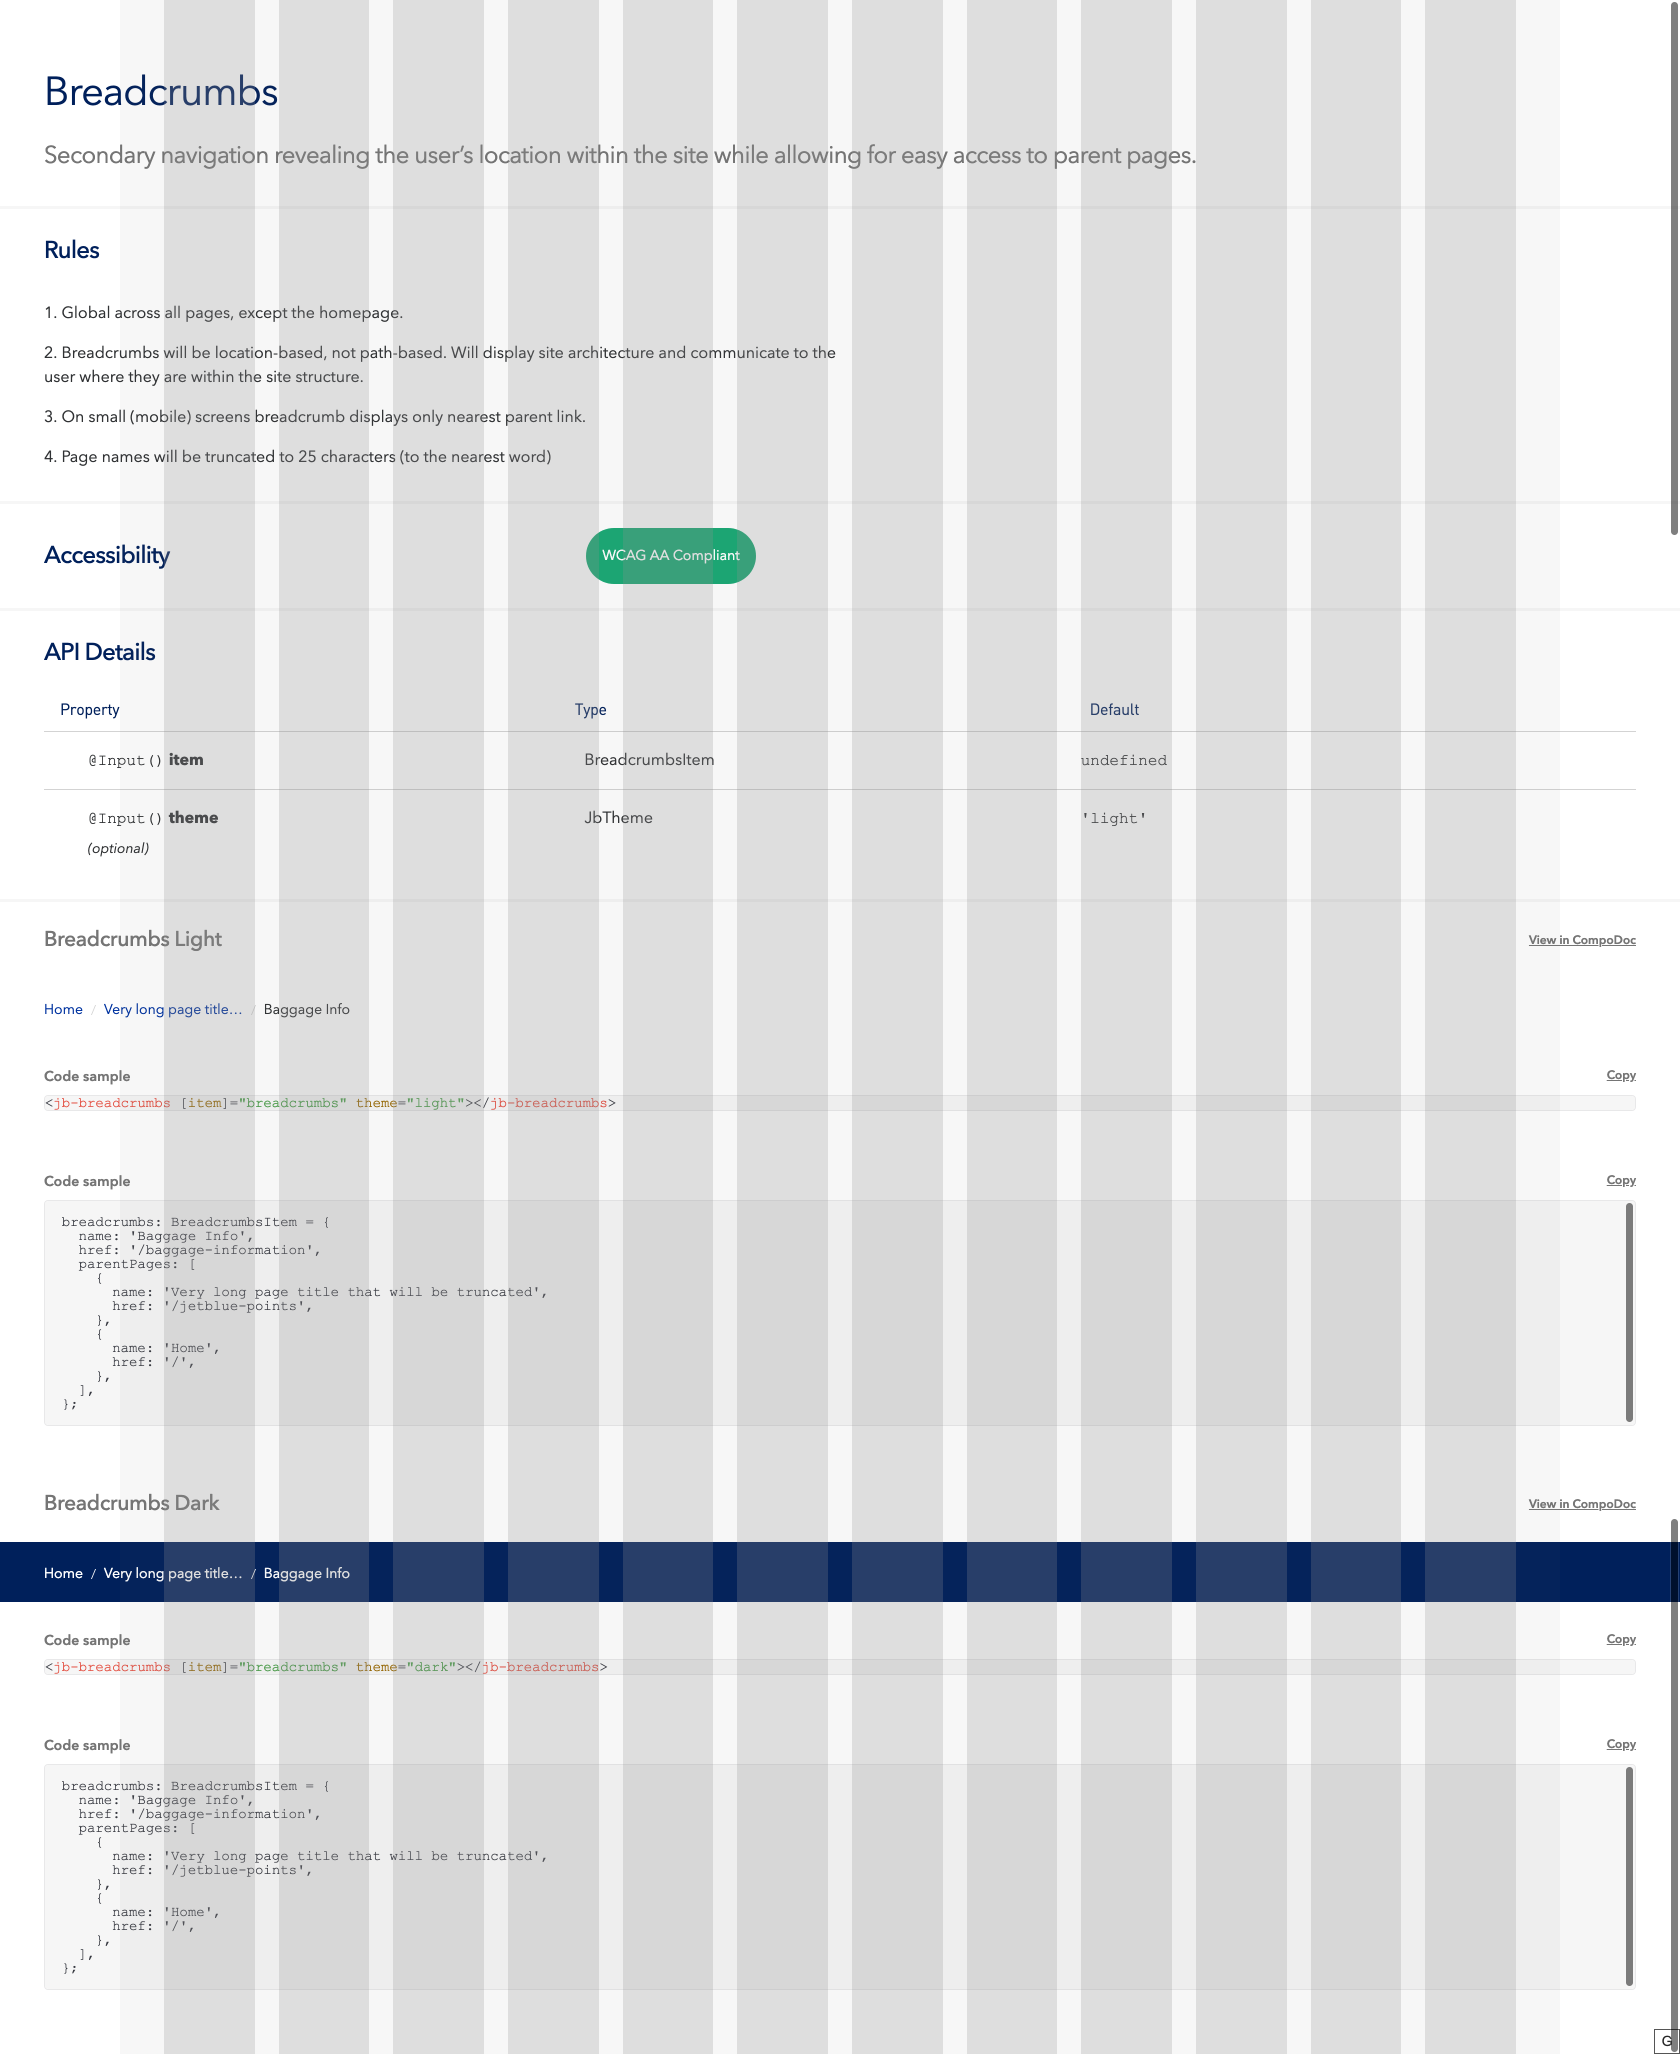 Breadcrumbs
Secondary navigation revealing the user’s location within the site while allowing for easy access to parent pages.
Rules
1. Global across all pages, except the homepage.
2. Breadcrumbs will be location-based, not path-based. Will display site architecture and communicate to the
user where they are within the site structure.
3. On small (mobile) screens breadcrumb displays only nearest parent link.
4. Page names will be truncated to 25 characters (to the nearest word)
Accessibility WCAG AA Compliant
API Details
Property Type Default
@Input() item BreadcrumbsItem undefined
@Input() theme JbTheme 'light'
(optional)
Breadcrumbs Light View in CompoDoc
Home / Very long page title... / Baggage Info
Code sample Copy
<jb-breadcrumbs [item]="breadcrumbs" theme="light"></jb-breadcrumbs>
Code sample Copy
breadcrumbs: BreadcrumbsItem = {
  name: 'Baggage Info',
  href: '/baggage-information',
  parentPages: [
    {
      name: 'Very long page title that will be truncated',
      href: '/jetblue-points',
    },
    {
      name: 'Home',
      href: '/',
    },
  ],
};
Breadcrumbs Dark View in CompoDoc
Home / Very long page title... / Baggage Info
Code sample Copy
<jb-breadcrumbs [item]="breadcrumbs" theme="dark"></jb-breadcrumbs>
Code sample Copy
breadcrumbs: BreadcrumbsItem = {
  name: 'Baggage Info',
  href: '/baggage-information',
  parentPages: [
    {
      name: 'Very long page title that will be truncated',
      href: '/jetblue-points',
    },
    {
      name: 'Home',
      href: '/',
    },
  ],
};
G